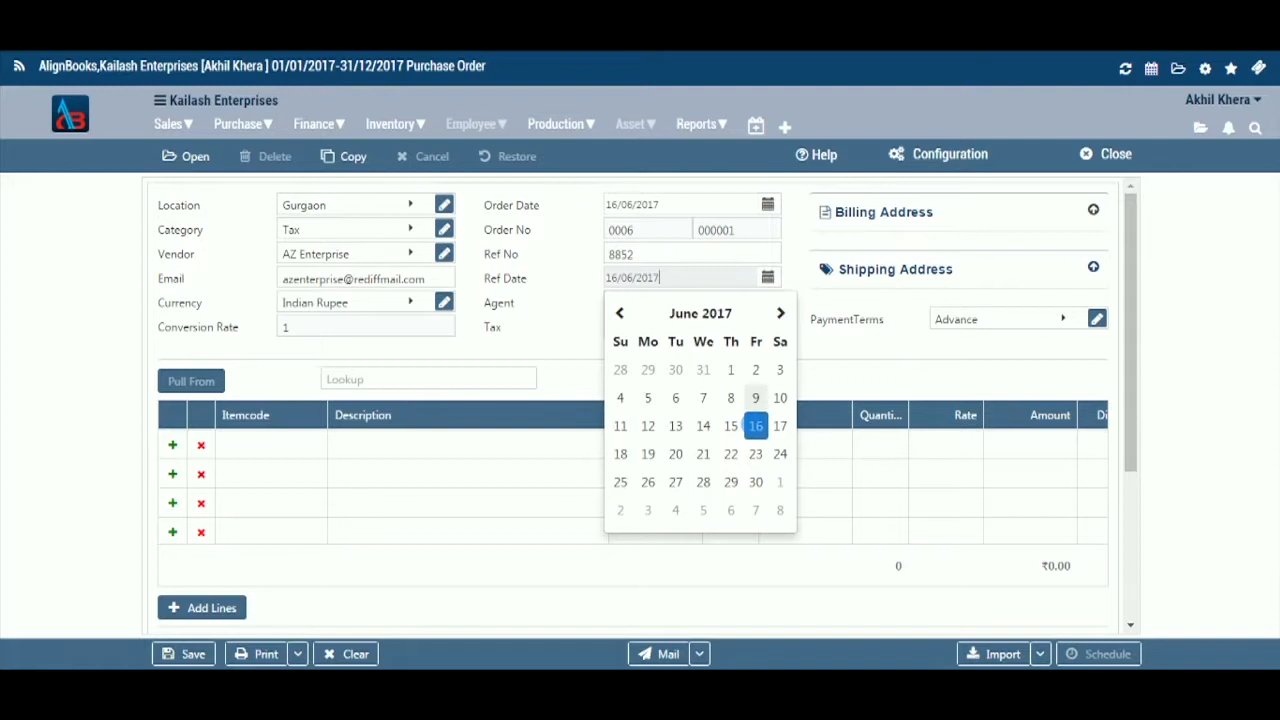 AlignBooks,Kailash Enterprises [Akhil Khera ] 01/01/2017-31/12/2017 Purchase Order
Kailash Enterprises
Akhil Khera
Sales Purchase Finance Inventory Employee Production Asset Reports
Open Delete Copy Cancel Restore Help Configuration Close
Location Gurgaon Order Date 16/06/2017 Billing Address
Category Tax Order No 0006 000001
Vendor AZ Enterprise Ref No 8852
Email azenterprise@rediffmail.com Ref Date 16/06/2017 Shipping Address
Currency Indian Rupee Agent
PaymentTerms Advance
Conversion Rate 1 Tax
June 2017
Su Mo Tu We Th Fr Sa
28 29 30 31 1 2 3
4 5 6 7 8 9 10
11 12 13 14 15 16 17
18 19 20 21 22 23 24
25 26 27 28 29 30 1
2 3 4 5 6 7 8
Pull From Lookup
Itemcode Description Quanti... Rate Amount Di
0 ₹0.00
Add Lines
Save Print Clear Mail Import Schedule